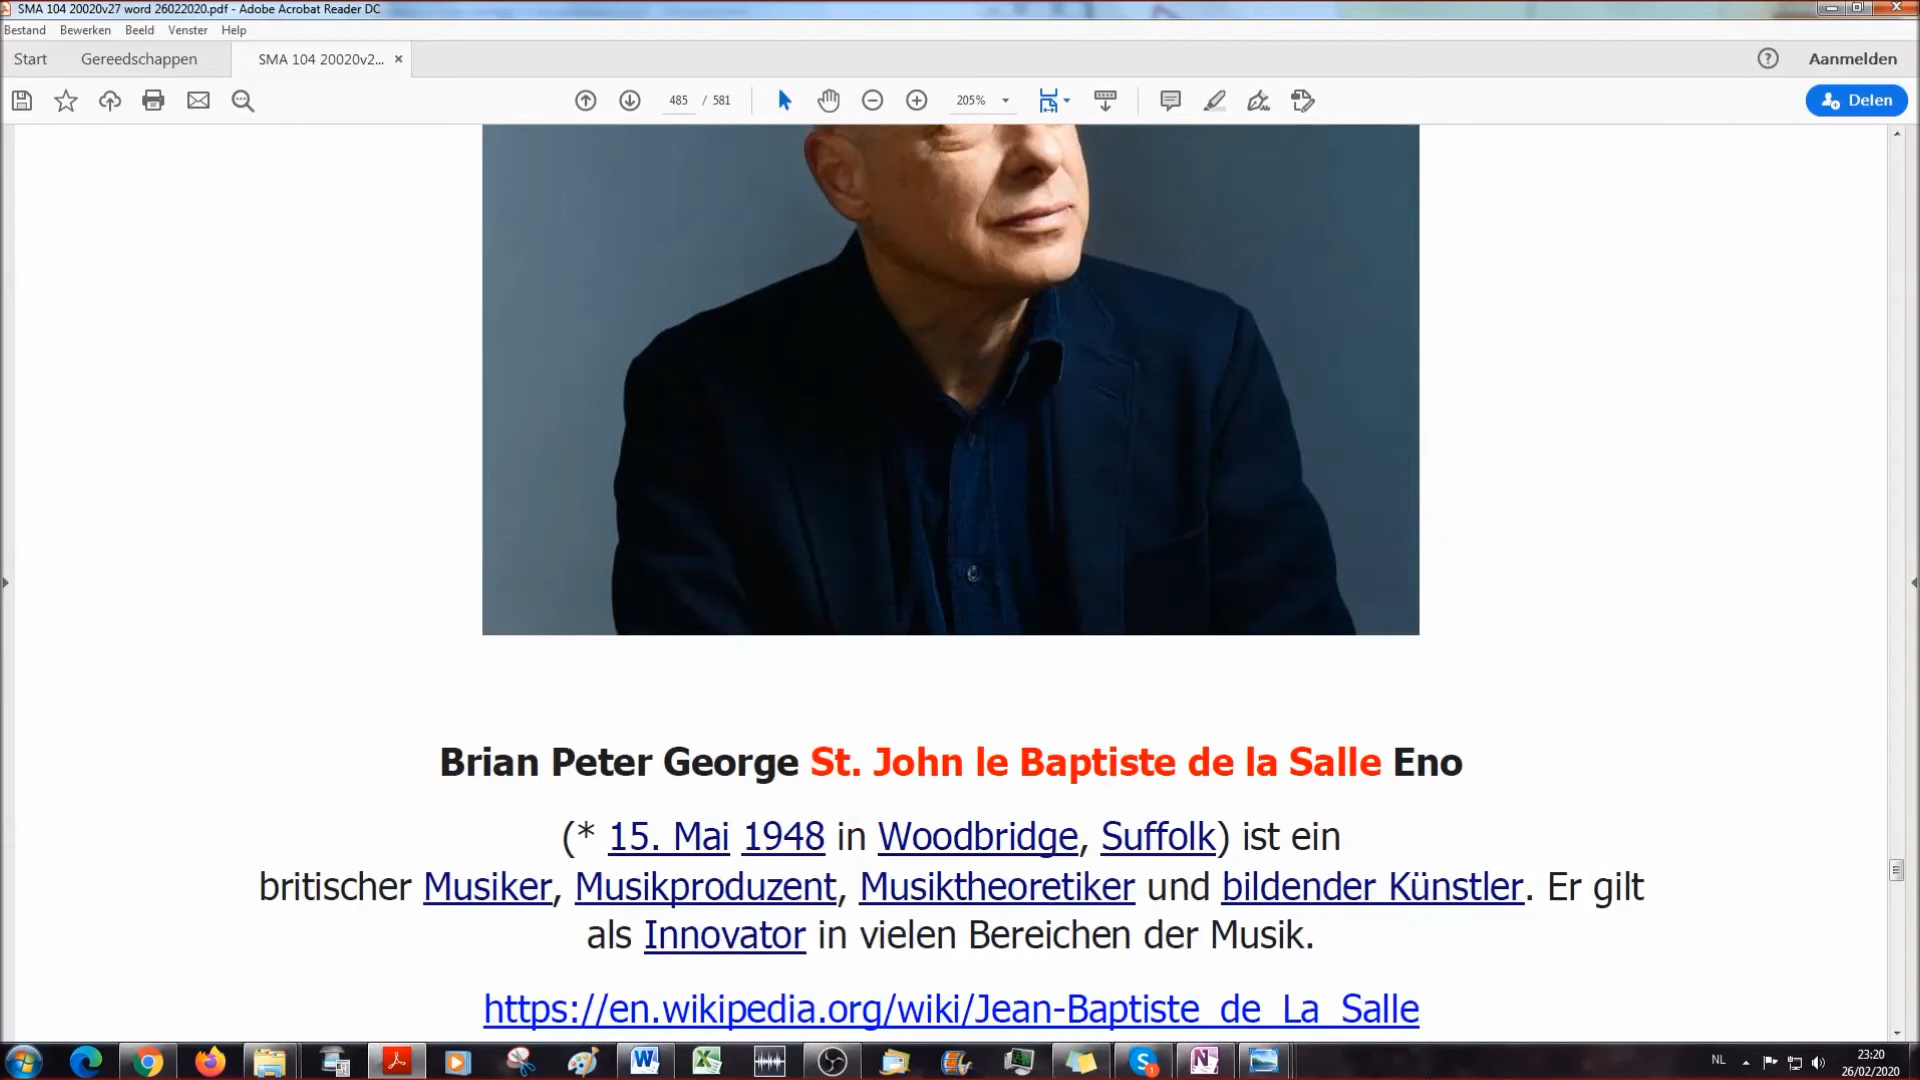 SMA 104 20020v27 word 26022020.pdf - Adobe Acrobat Reader DC
Bestand Bewerken Beeld Venster Help
Start Gereedschappen SMA 104 20020v2... × ? Aanmelden
485 / 581 205% Delen
Brian Peter George St. John le Baptiste de la Salle Eno
(* 15. Mai 1948 in Woodbridge, Suffolk) ist ein
britischer Musiker, Musikproduzent, Musiktheoretiker und bildender Künstler. Er gilt
als Innovator in vielen Bereichen der Musik.
https://en.wikipedia.org/wiki/Jean-Baptiste_de_La_Salle
NL 23:20
26/02/2020